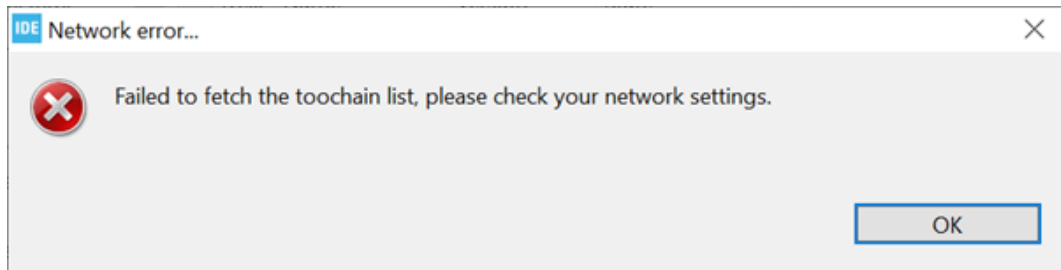 IDE Network error...
Failed to fetch the toochain list, please check your network settings.
OK